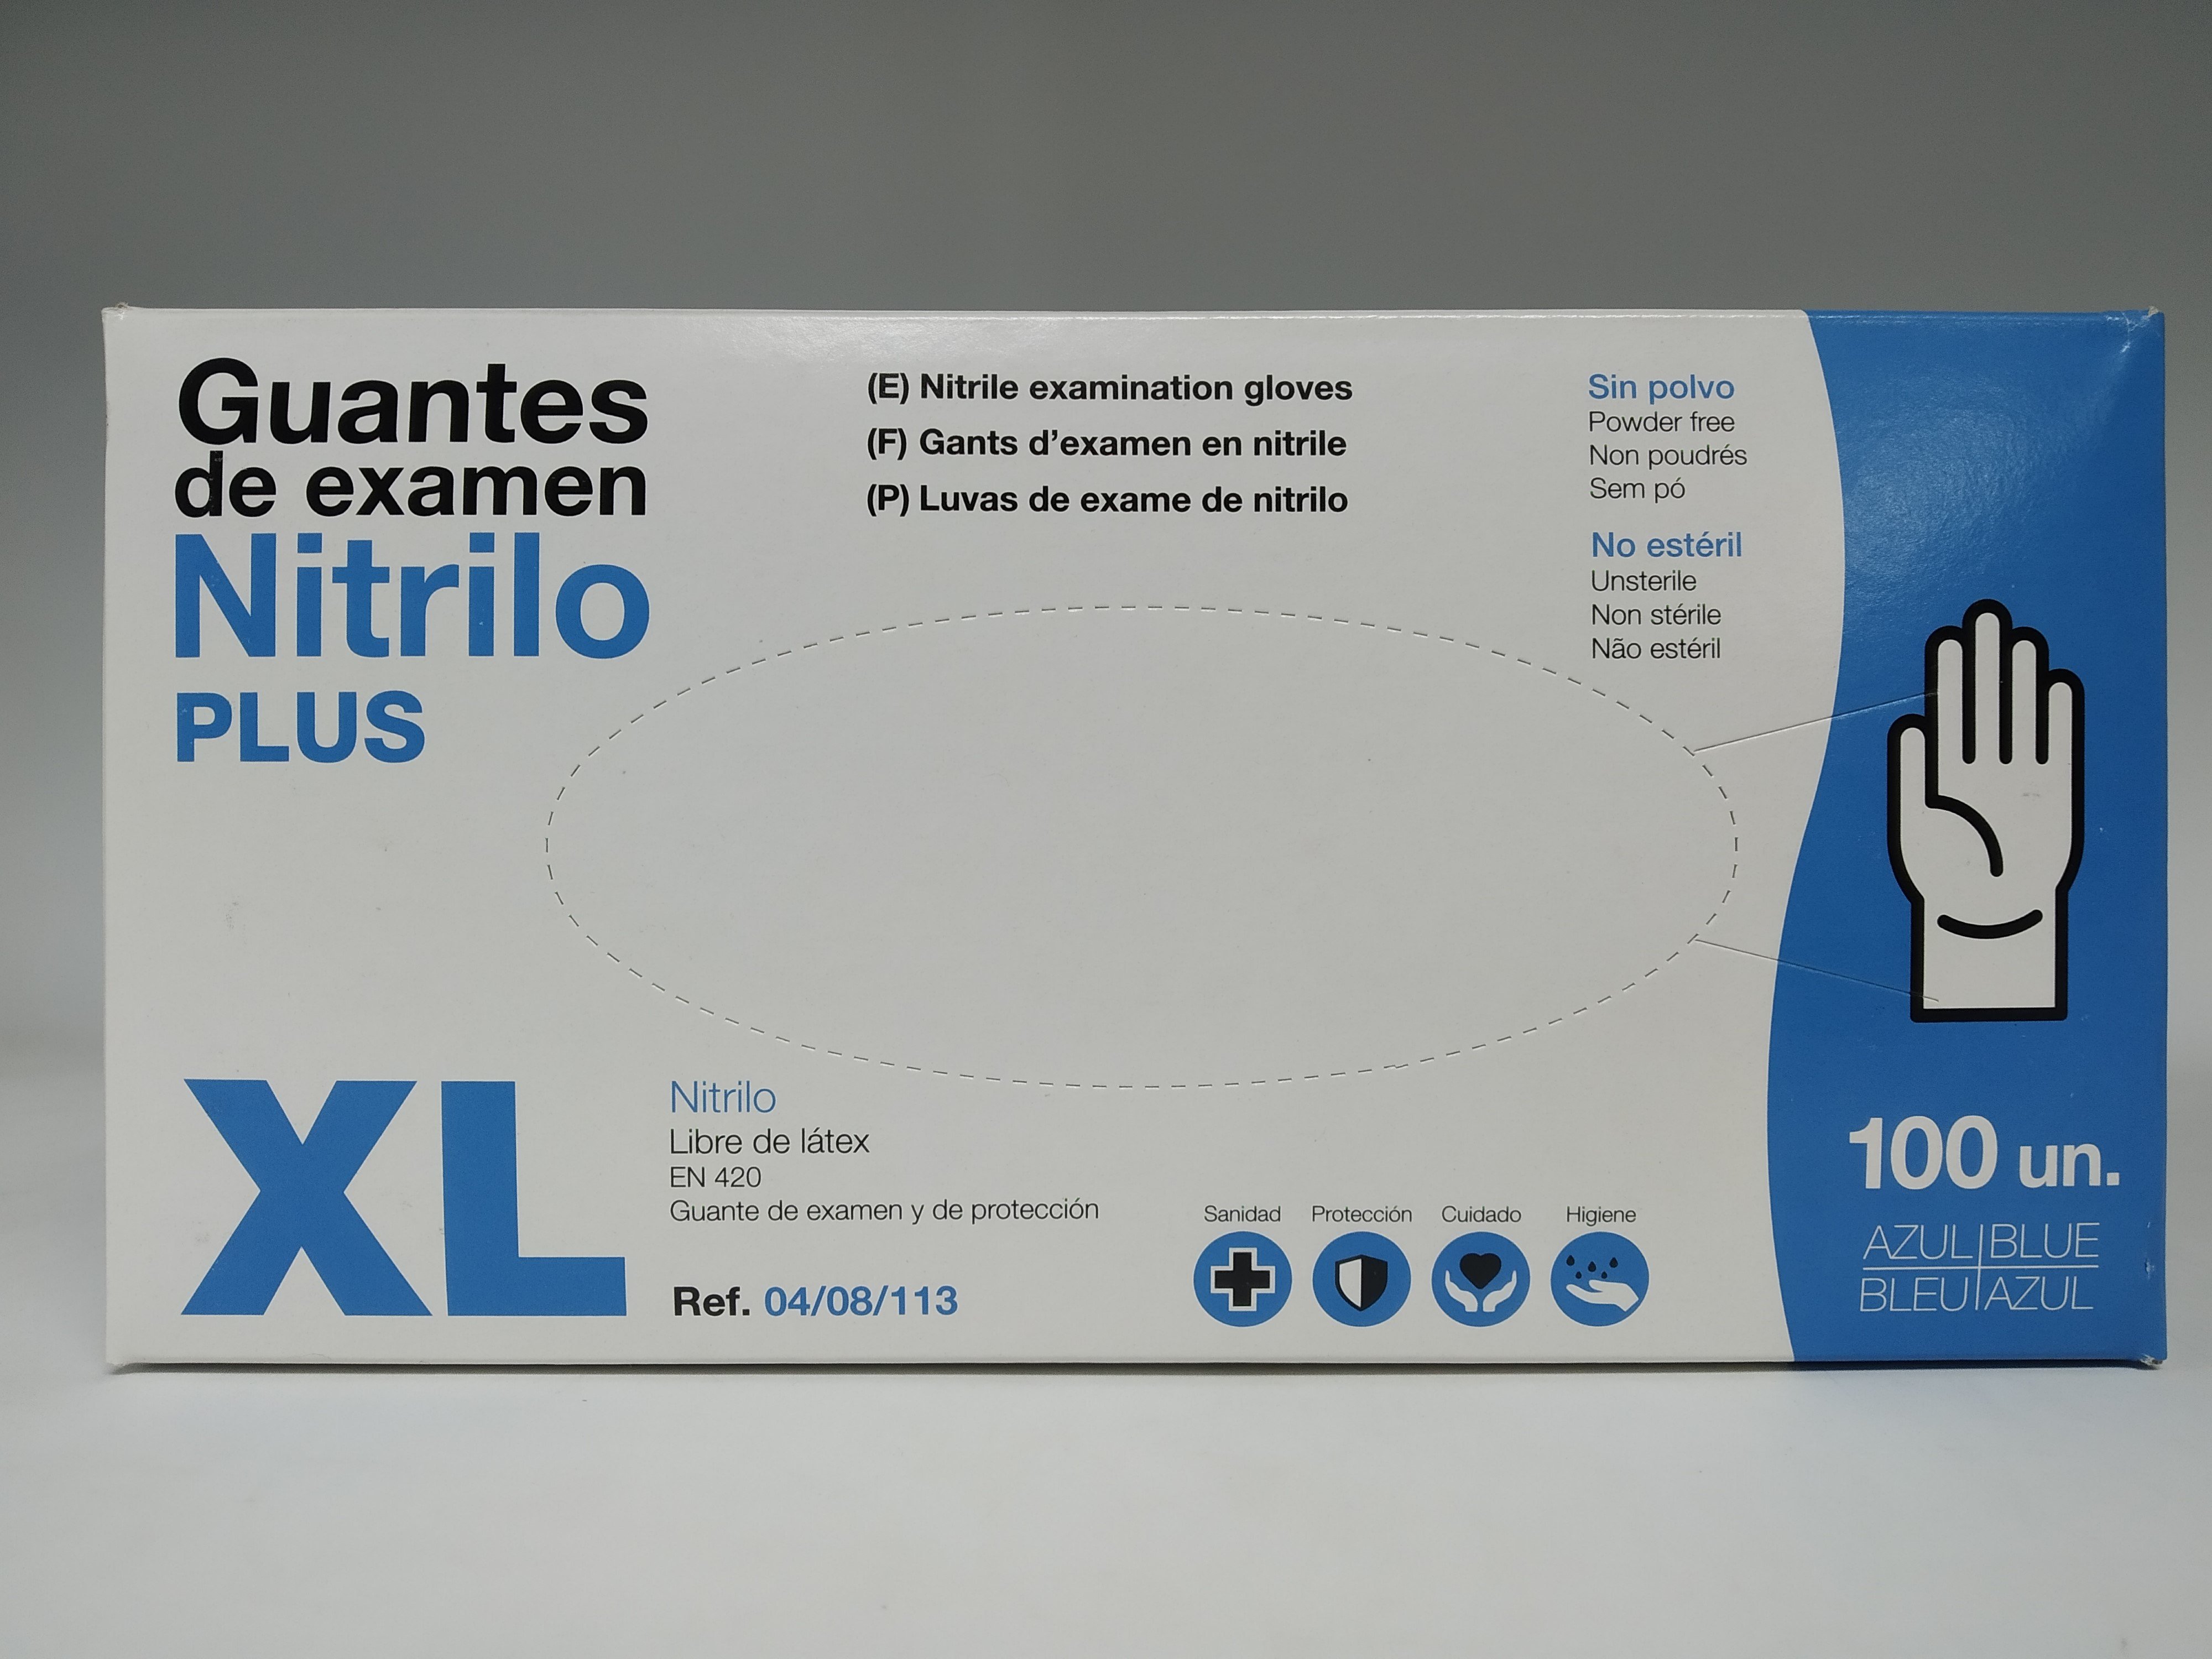 Guantes
de examen
Nitrilo
PLUS
(E) Nitrile examination gloves
(F) Gants d'examen en nitrile
(P) Luvas de exame de nitrilo
Sin polvo
Powder free
Non poudrés
Sem pó
No estéril
Unsterile
Non stérile
Não estéril
XL
Nitrilo
Libre de látex
EN 420
Guante de examen y de protección
Ref. 04/08/113
Sanidad Protección Cuidado Higiene
100 un.
AZUL BLUE
BLEU AZUL